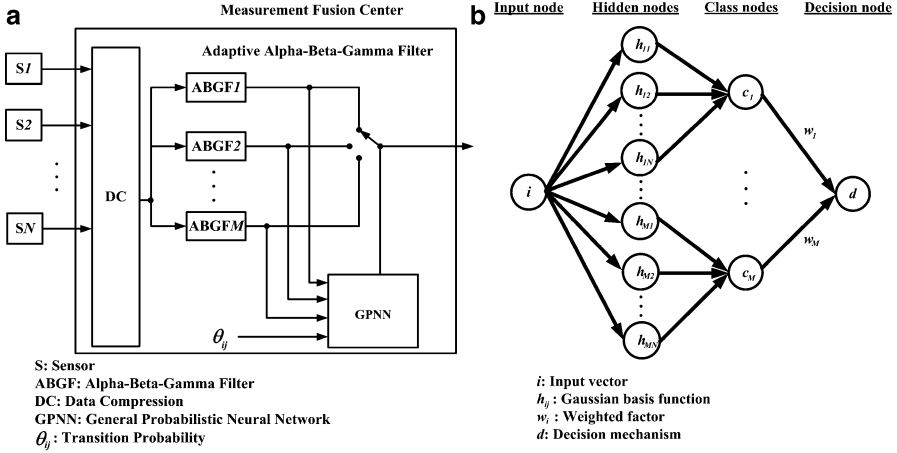 a
Measurement Fusion Center
Adaptive Alpha-Beta-Gamma Filter
S1
S2
SN
DC
ABGF1
ABGF2
ABGFM
GPNN
θij
S: Sensor
ABGF: Alpha-Beta-Gamma Filter
DC: Data Compression
GPNN: General Probabilistic Neural Network
θij : Transition Probability
b
Input node Hidden nodes Class nodes Decision node
h11
h12
h1N
hM1
hM2
hMN
i
c1
cM
w1
wM
d
i: Input vector
hij : Gaussian basis function
wi : Weighted factor
d: Decision mechanism